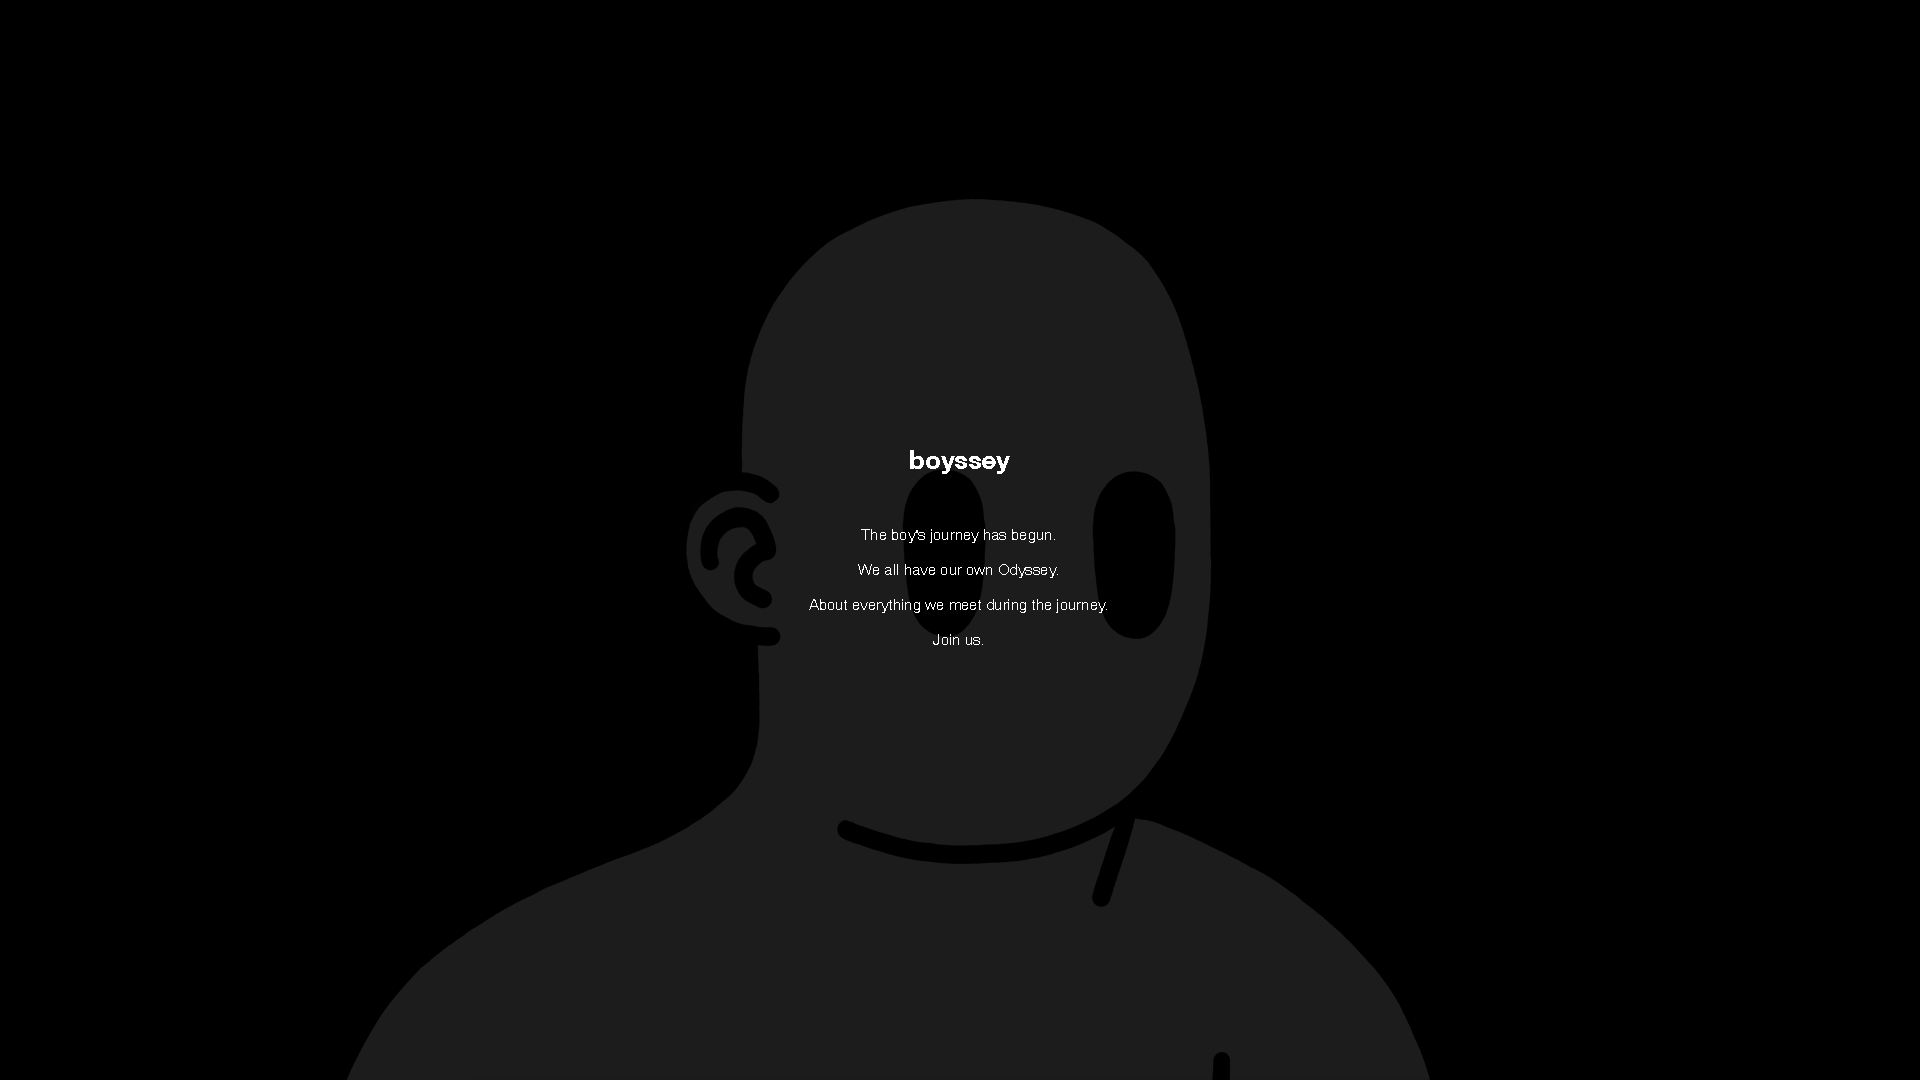 boyssey
The boy's journey has begun.
We all have our own Odyssey.
About everything we meet during the journey.
Join us.